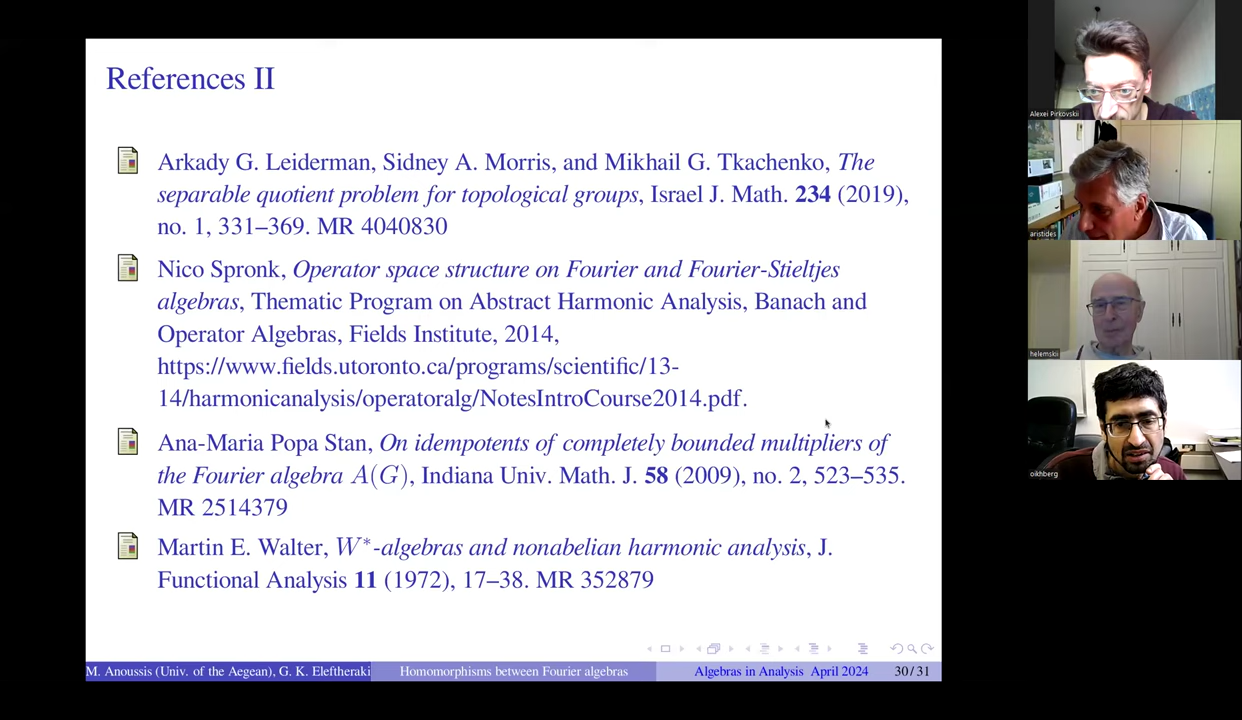 References II
Arkady G. Leiderman, Sidney A. Morris, and Mikhail G. Tkachenko, The
separable quotient problem for topological groups, Israel J. Math. 234 (2019),
no. 1, 331–369. MR 4040830
Nico Spronk, Operator space structure on Fourier and Fourier-Stieltjes
algebras, Thematic Program on Abstract Harmonic Analysis, Banach and
Operator Algebras, Fields Institute, 2014,
https://www.fields.utoronto.ca/programs/scientific/13-
14/harmonicanalysis/operatoralg/NotesIntroCourse2014.pdf.
Ana-Maria Popa Stan, On idempotents of completely bounded multipliers of
the Fourier algebra A(G), Indiana Univ. Math. J. 58 (2009), no. 2, 523–535.
MR 2514379
Martin E. Walter, W*-algebras and nonabelian harmonic analysis, J.
Functional Analysis 11 (1972), 17–38. MR 352879
M. Anoussis (Univ. of the Aegean), G. K. Eleftheraki
Homomorphisms between Fourier algebras
Algebras in Analysis April 2024
30/31
Alexei Pirkovskii
aristides
helemskii
oikhberg